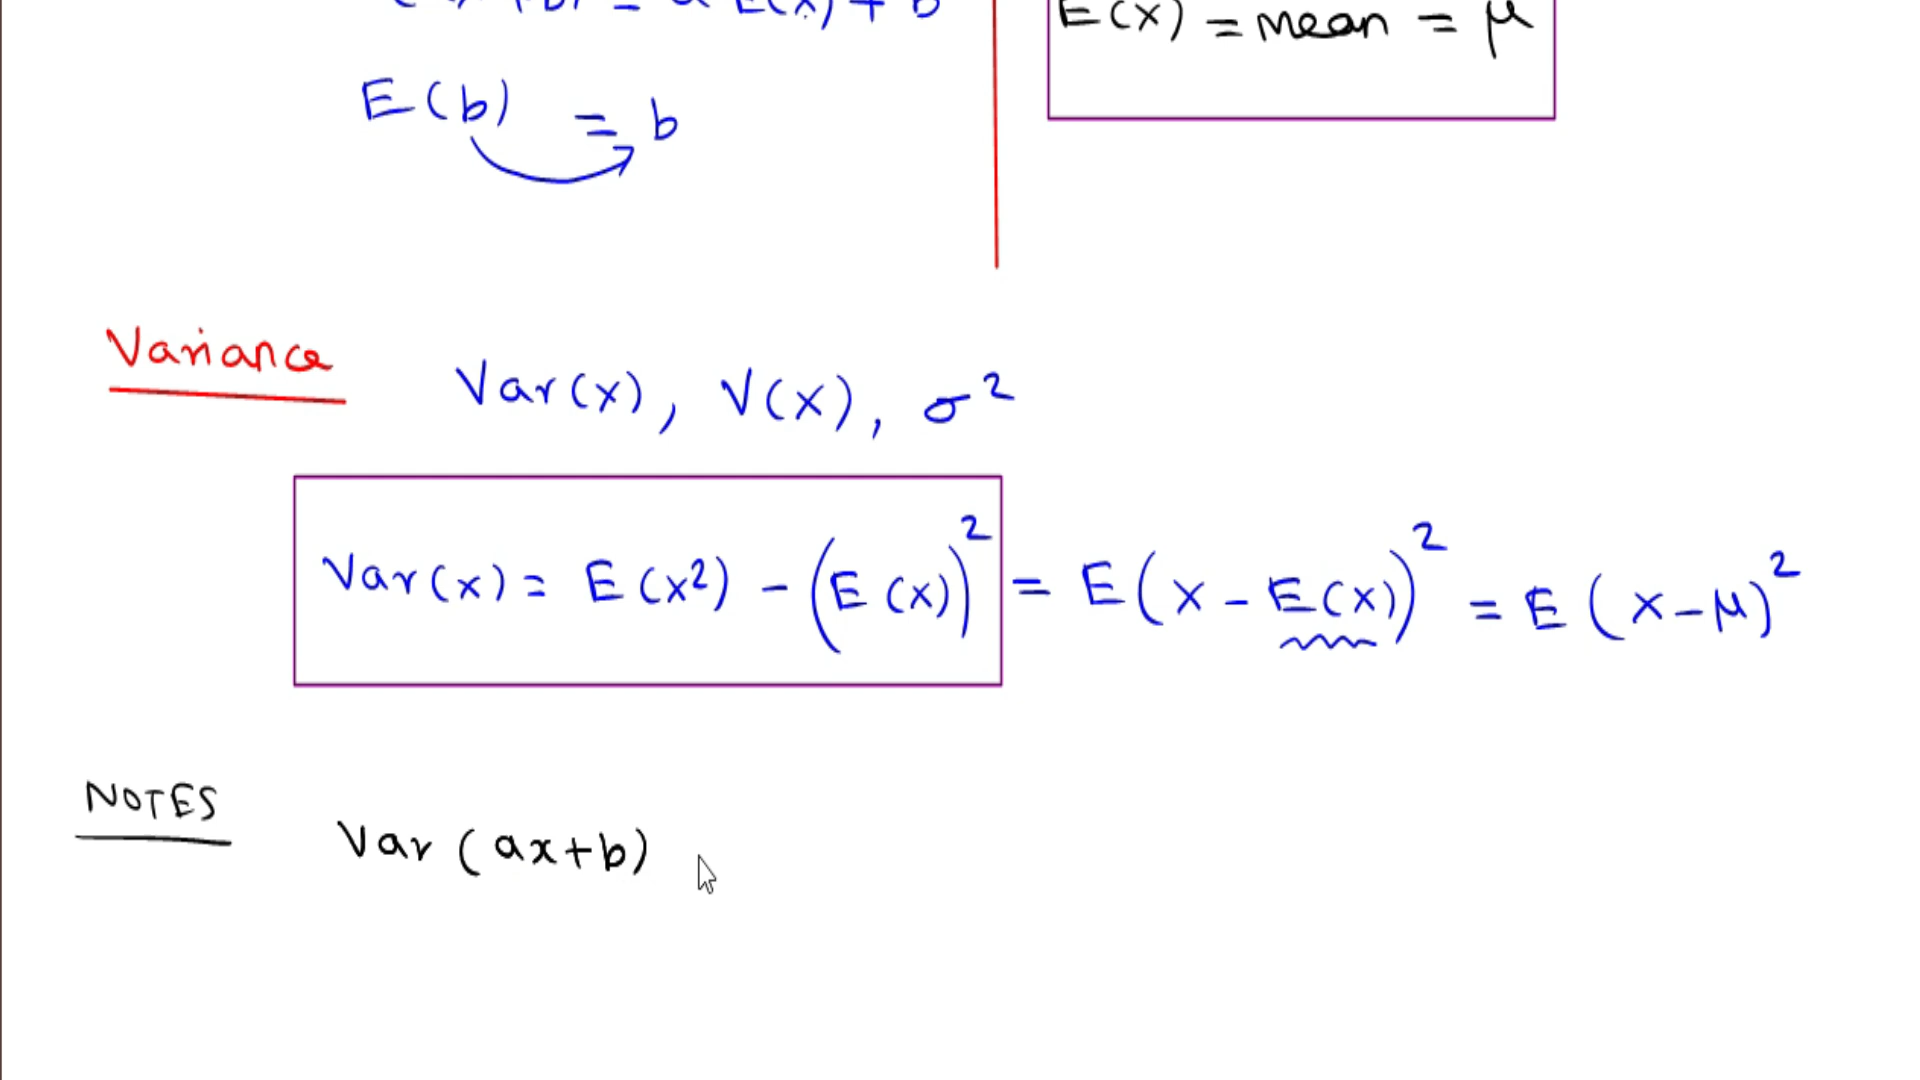 = a E(x) + b
E(x) = mean = μ
E(b) = b
Variance Var(x), V(x), σ²
Var(x) = E(x²) - (E(x))² = E(x - E(x))² = E(x-μ)²
NOTES Var (ax+b)